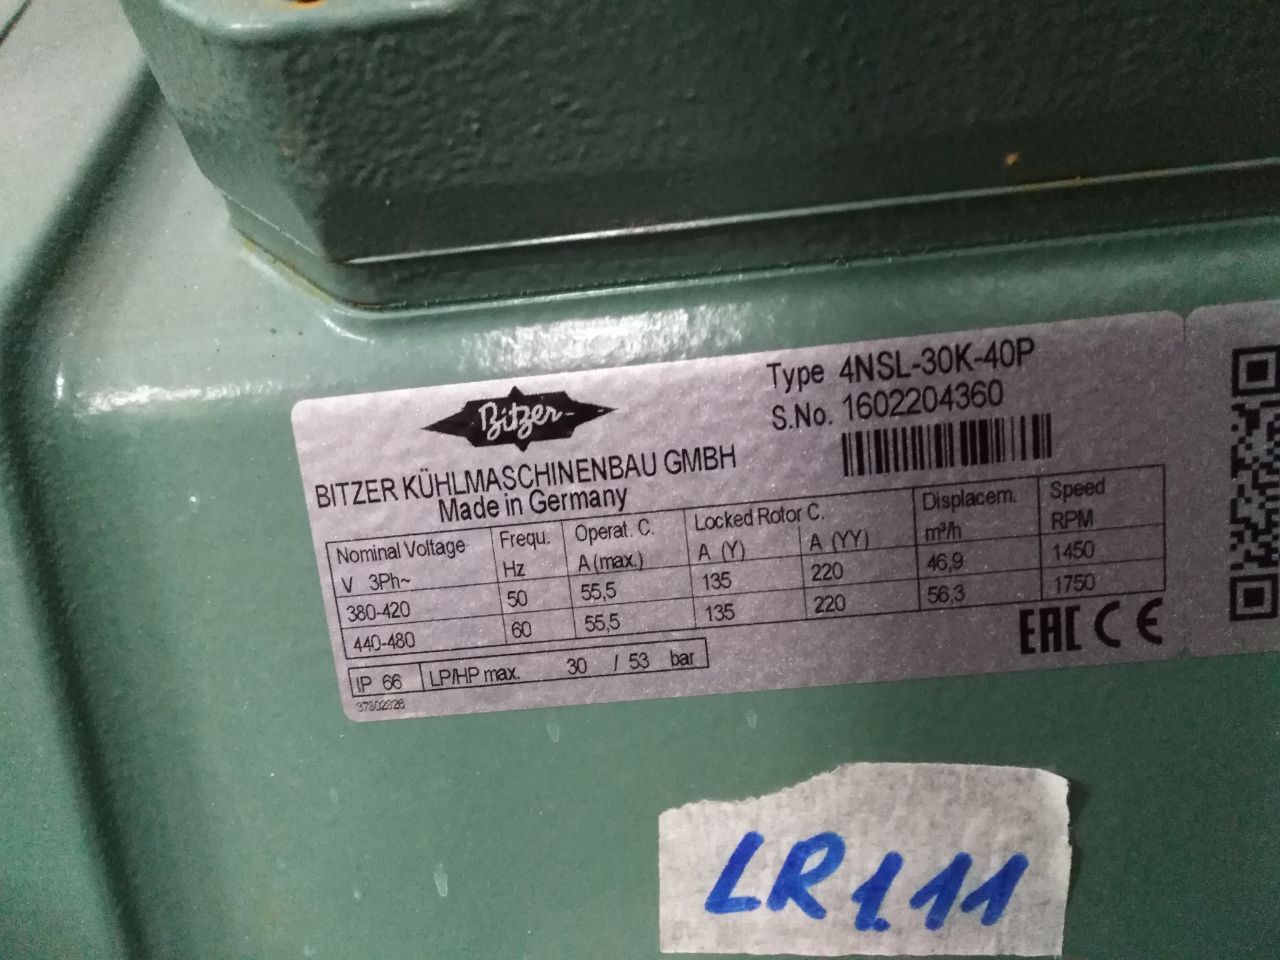 Bitzer
Type 4NSL-30K-40P
S.No. 1602204360
BITZER KÜHLMASCHINENBAU GMBH
Made in Germany
Nominal Voltage Frequ. Operat. C. Locked Rotor C. Displacem. Speed
V 3Ph~ Hz A (max.) A (Y) A (YY) m³/h RPM
380-420 50 55,5 135 220 46,9 1450
440-480 60 55,5 135 220 56,3 1750
IP 66 LP/HP max. 30 / 53 bar
EAC CE
37802328
LR1.11